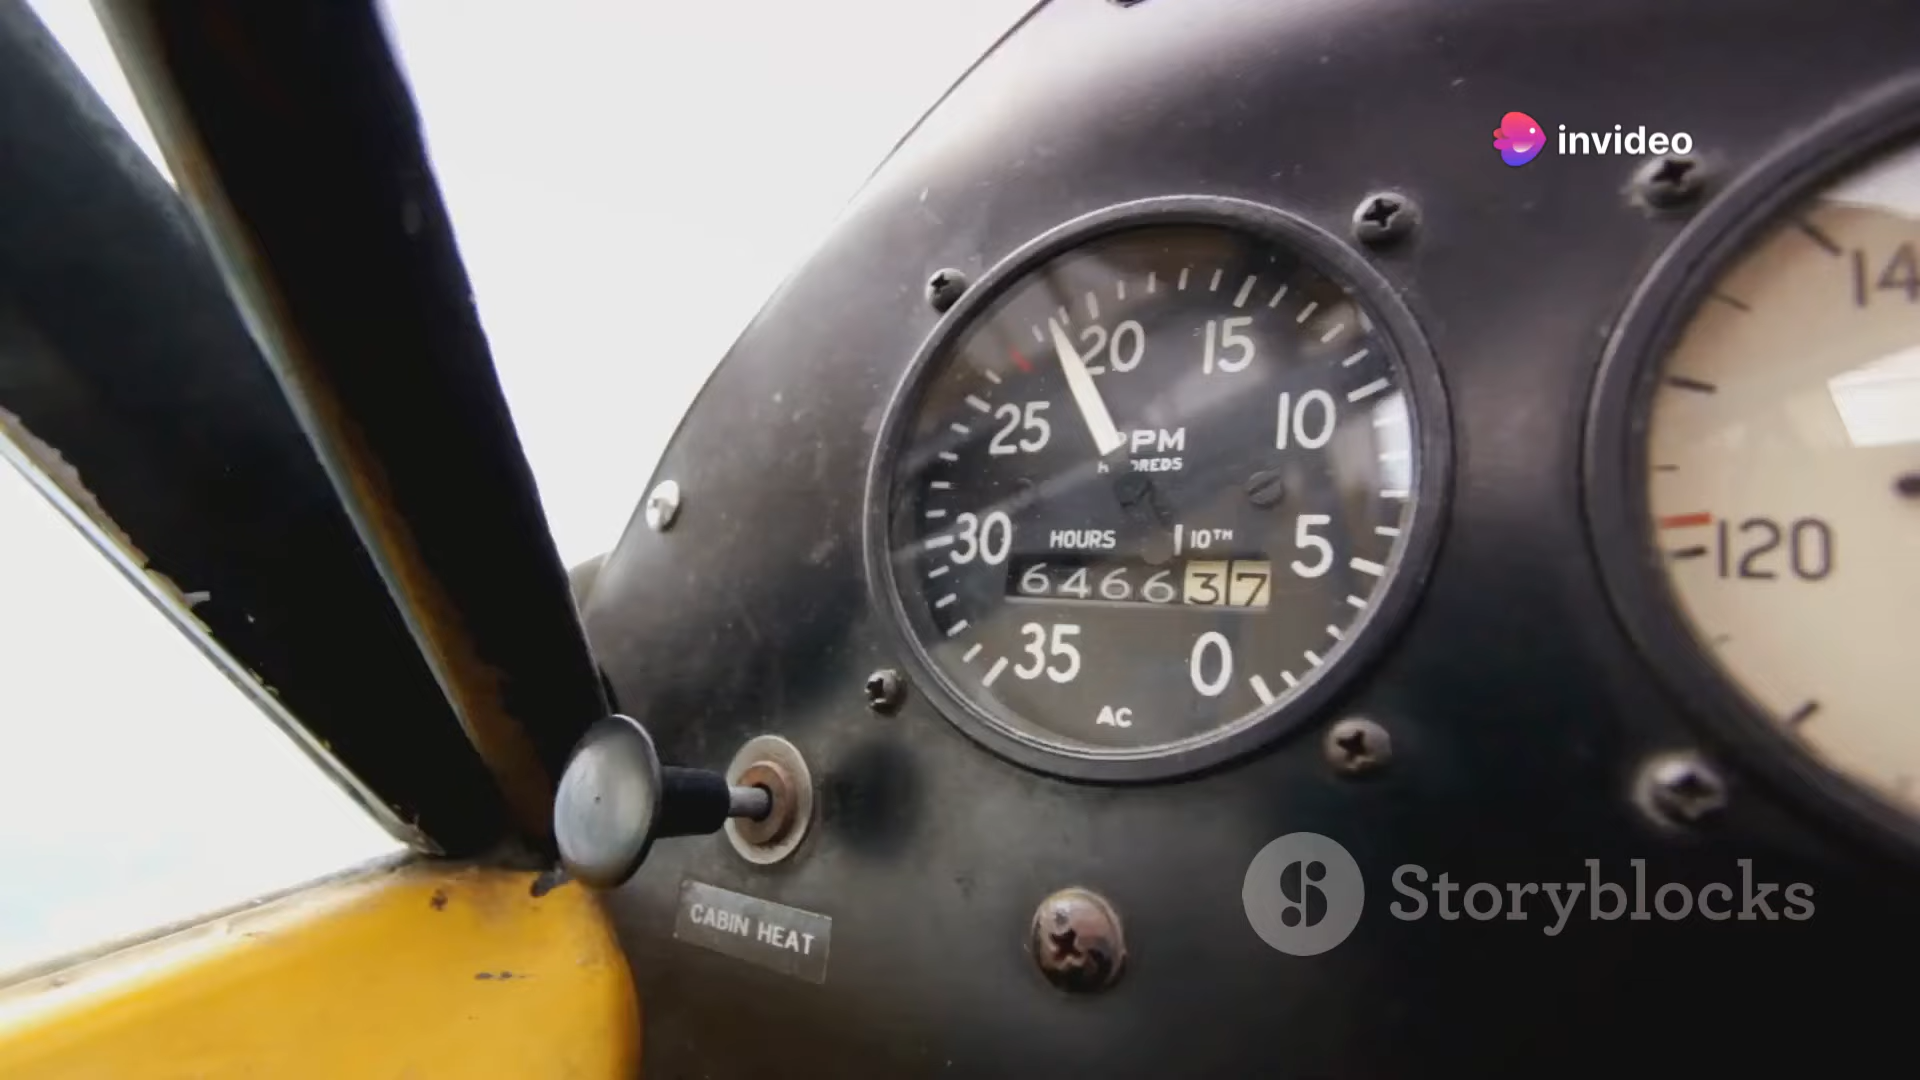 invideo
14
20
15
25
10
RPM
HUNDREDS
30
HOURS
10TH
5
6466 37
120
35
0
AC
CABIN HEAT
Storyblocks